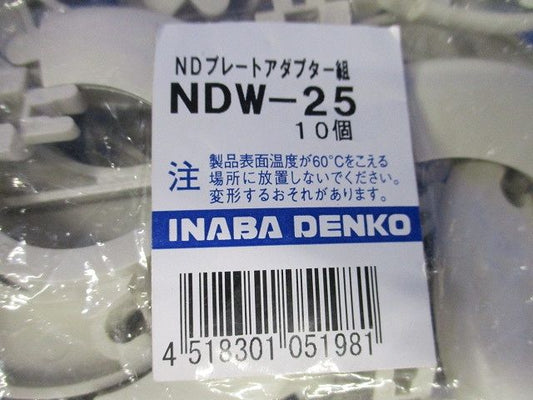 NDプレートアダプター組
NDW-25
10個
注 製品表面温度が60℃をこえる
場所に放置しないでください。
変形するおそれがあります。
INABA DENKO
4 518301 051981